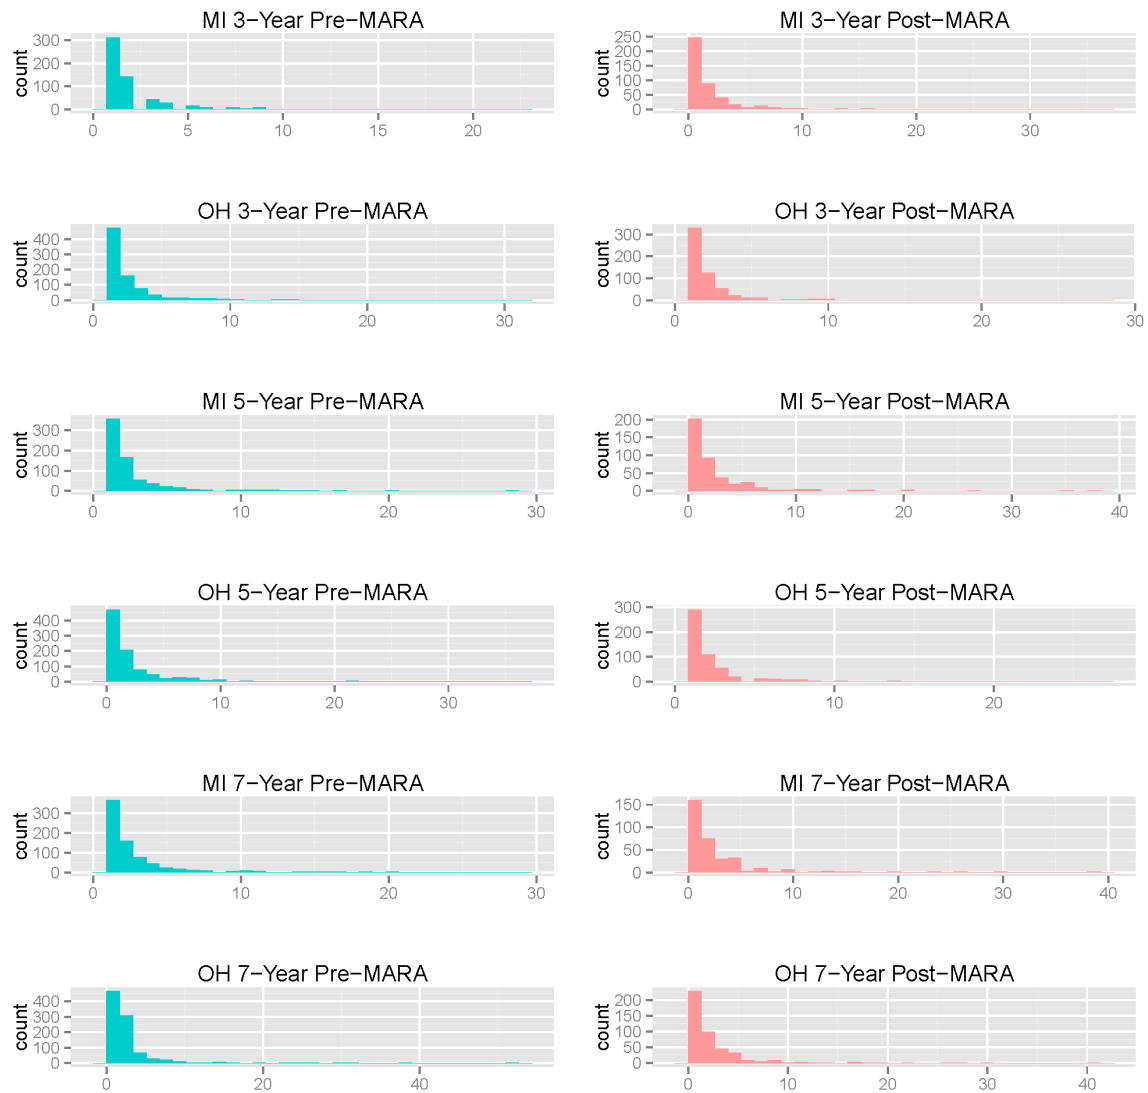 MI 3−Year Pre−MARA
count
300
200
100
0
0 5 10 15 20
MI 3−Year Post−MARA
count
250
200
150
100
50
0
0 10 20 30
OH 3−Year Pre−MARA
count
400
300
200
100
0
0 10 20 30
OH 3−Year Post−MARA
count
300
200
100
0
0 10 20 30
MI 5−Year Pre−MARA
count
300
200
100
0
0 10 20 30
MI 5−Year Post−MARA
count
200
150
100
50
0
0 10 20 30 40
OH 5−Year Pre−MARA
count
400
300
200
100
0
0 10 20 30
OH 5−Year Post−MARA
count
300
200
100
0
0 10 20
MI 7−Year Pre−MARA
count
300
200
100
0
0 10 20 30
MI 7−Year Post−MARA
count
150
100
50
0
0 10 20 30 40
OH 7−Year Pre−MARA
count
400
300
200
100
0
0 20 40
OH 7−Year Post−MARA
count
200
150
100
50
0
0 10 20 30 40